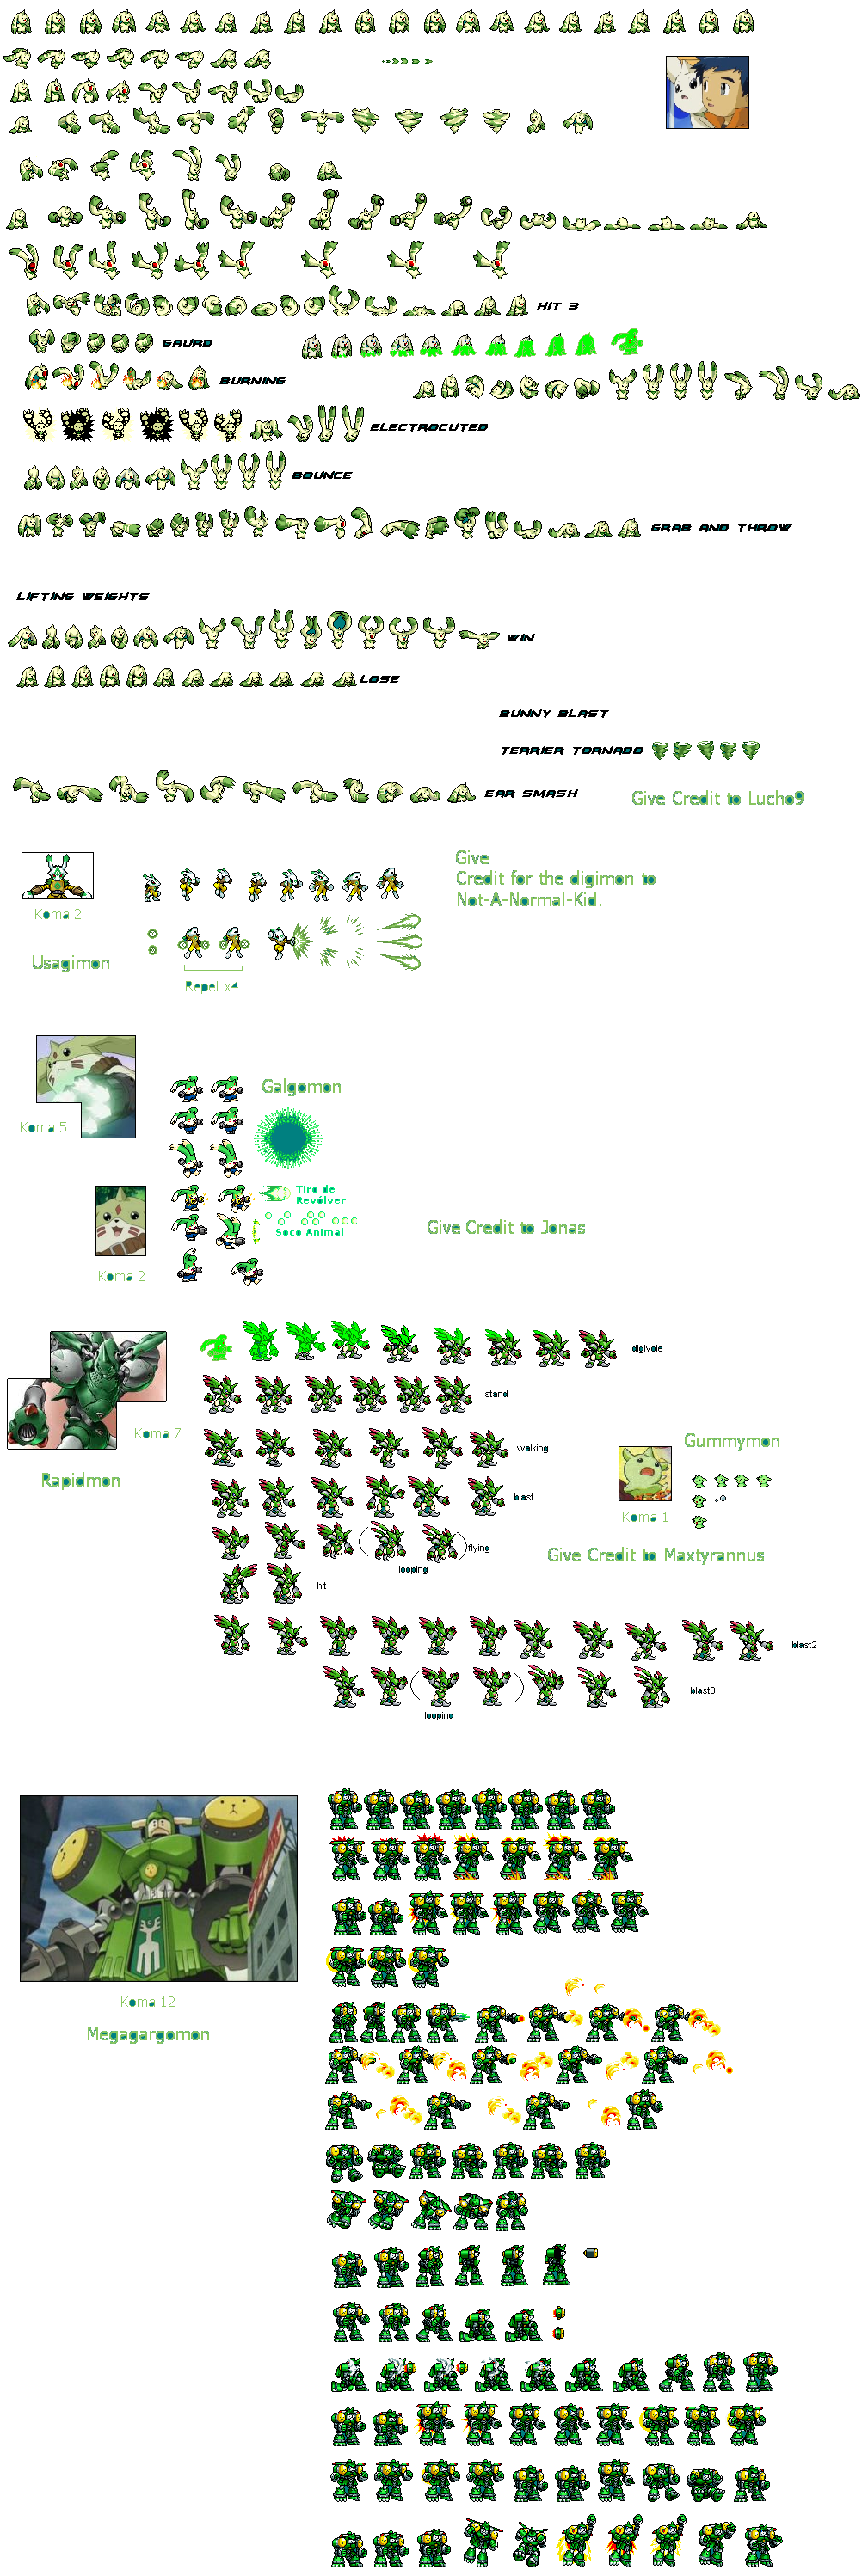 HIT 3
GAURD
BURNING
ELECTROCUTED
BOUNCE
GRAB AND THROW
LIFTING WEIGHTS
WIN
LOSE
BUNNY BLAST
TERRIER TORNADO
EAR SMASH
Give Credit to Lucho9
Give
Credit for the digimon to
Not-A-Normal-Kid.
Koma 2
Usagimon
Repet x4
Galgomon
Koma 5
Tiro de
Revólver
Soco Animal
Give Credit to Jonas
Koma 2
digivole
stand
Koma 7
walking
Gummymon
Rapidmon
blast
Koma 1
flying
Give Credit to Maxtyrannus
looping
hit
blast2
blast3
looping
Koma 12
Megagargomon